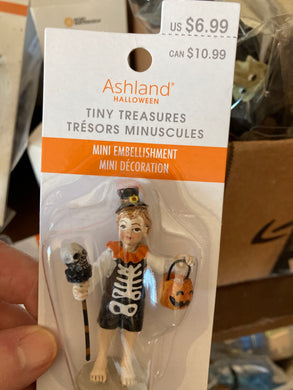 US $6.99
CAN $10.99
Ashland®
HALLOWEEN
TINY TREASURES
TRÉSORS MINUSCULES
MINI EMBELLISHMENT
MINI DÉCORATION